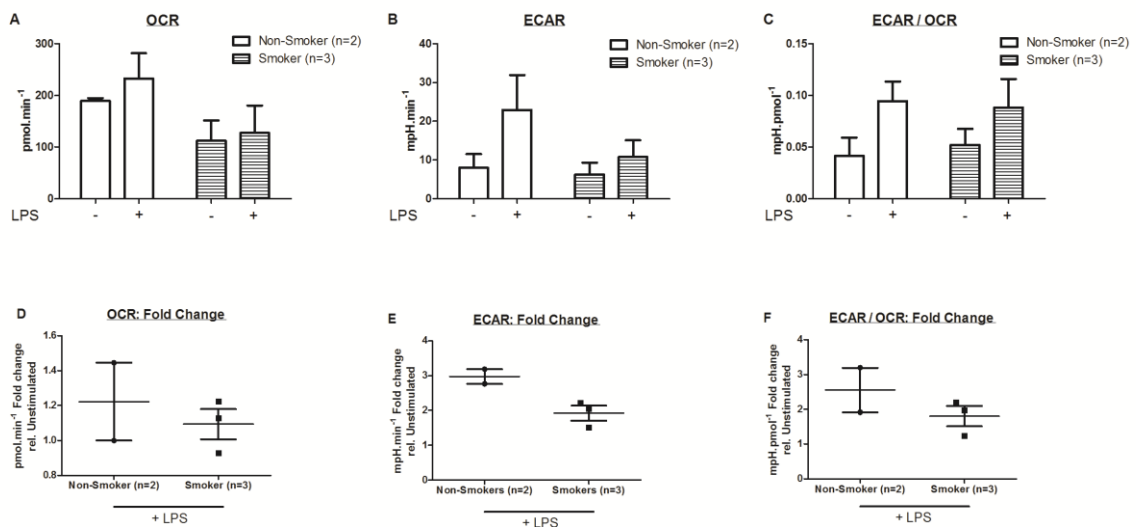 A
OCR
pmol.min-1
300
200
100
0
Non-Smoker (n=2)
Smoker (n=3)
LPS
- + - +
B
ECAR
mpH.min-1
40
30
20
10
0
Non-Smoker (n=2)
Smoker (n=3)
LPS
- + - +
C
ECAR / OCR
mpH.pmol-1
0.15
0.10
0.05
0.00
Non-Smoker (n=2)
Smoker (n=3)
LPS
- + - +
D
OCR: Fold Change
pmol.min-1 Fold change
rel. Unstimulated
1.6
1.4
1.2
1.0
0.8
Non-Smoker (n=2) Smoker (n=3)
+ LPS
E
ECAR: Fold Change
mpH.min-1 Fold change
rel. Unstimulated
4
3
2
1
0
Non-Smokers (n=2) Smokers (n=3)
+ LPS
F
ECAR / OCR: Fold Change
mpH.pmol-1 Fold change
rel. Unstimulated
4
3
2
1
0
Non-Smoker (n=2) Smoker (n=3)
+ LPS